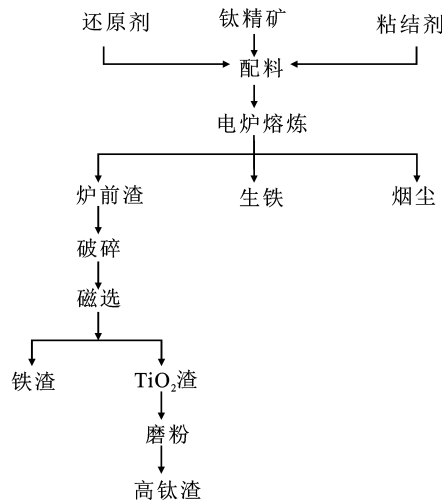 还原剂 钛精矿 粘结剂
配料
电炉熔炼
炉前渣 生铁 烟尘
破碎
磁选
铁渣 TiO₂渣
磨粉
高钛渣